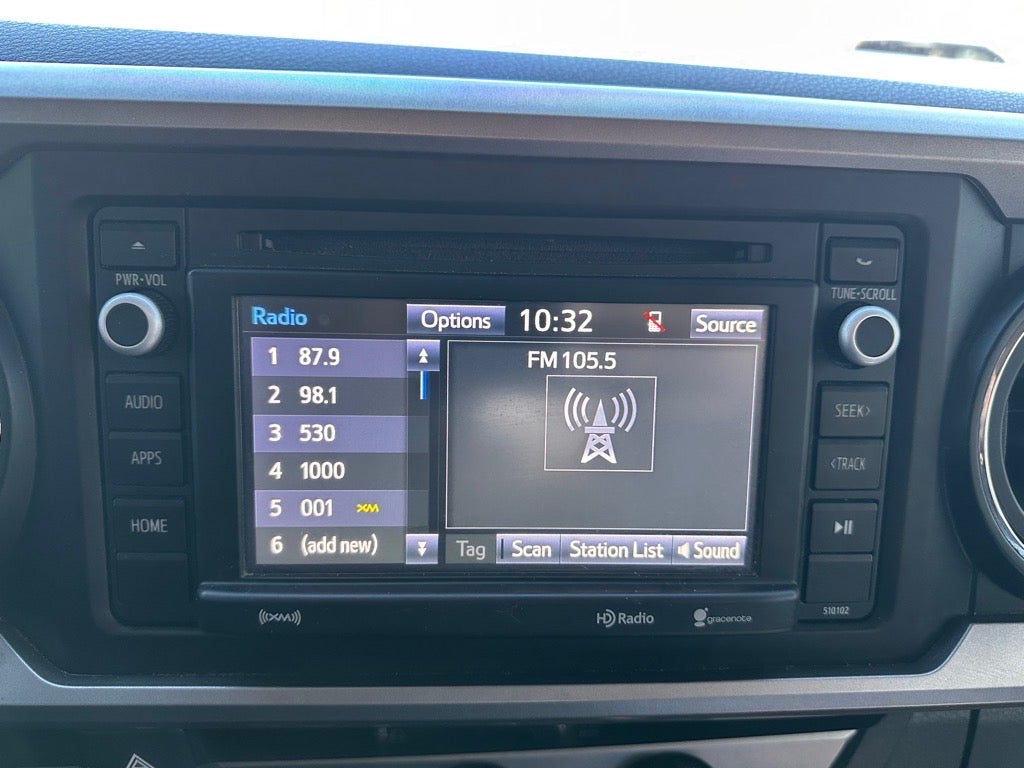 PWR•VOL
TUNE•SCROLL
Radio
Options
10:32
Source
1 87.9
2 98.1
3 530
4 1000
5 001 XM
6 (add new)
FM 105.5
Tag
Scan
Station List
Sound
AUDIO
APPS
HOME
SEEK>
<TRACK
510102
((XM))
HD Radio
gracenote